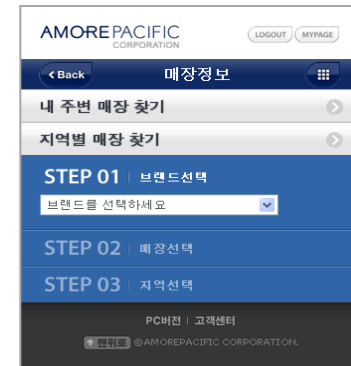 AMOREPACIFIC
CORPORATION
LOGOUT MYPAGE
Back 매장정보
내 주변 매장 찾기
지역별 매장 찾기
STEP 01 | 브랜드선택
브랜드를 선택하세요
STEP 02 | 매장선택
STEP 03 | 지역선택
PC버전 | 고객센터
맨위로 ©AMOREPACIFIC CORPORATION.